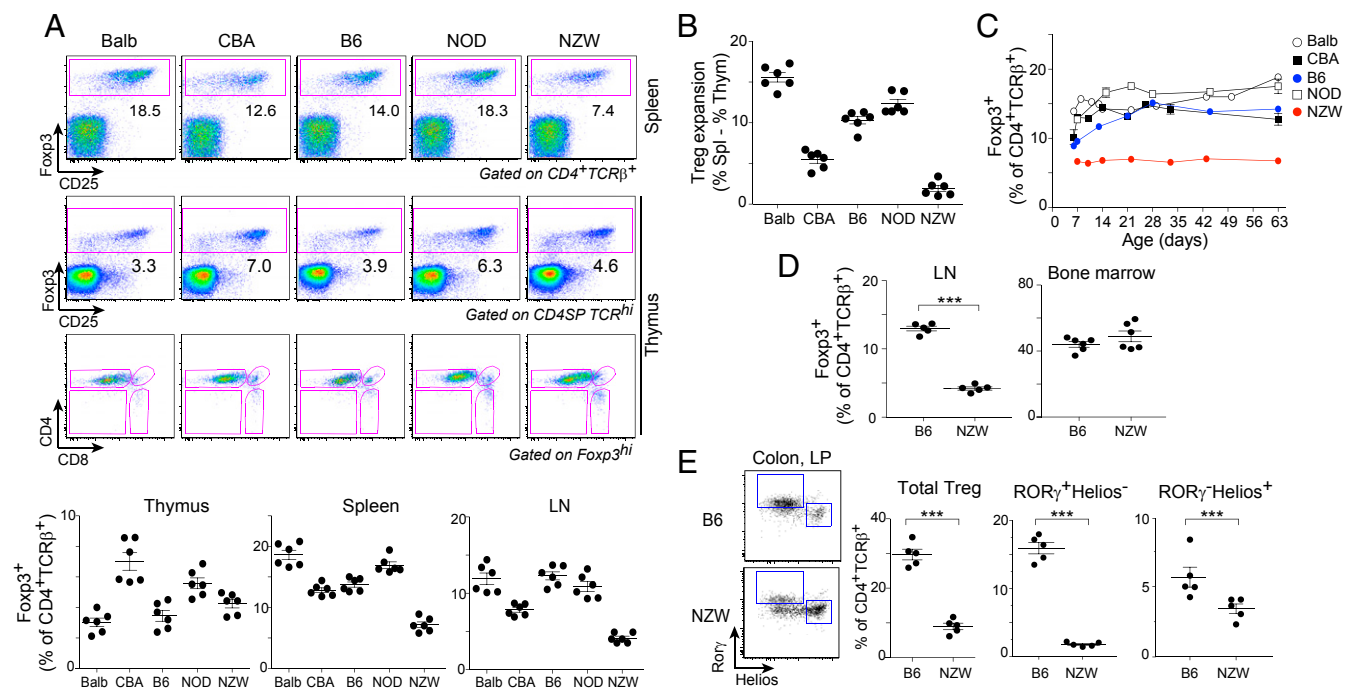 A
Balb CBA B6 NOD NZW
18.5 12.6 14.0 18.3 7.4
Spleen
Foxp3
CD25
Gated on CD4+TCRβ+
3.3 7.0 3.9 6.3 4.6
Foxp3
CD25
Gated on CD4SP TCRhi
Thymus
CD4
CD8
Gated on Foxp3hi
Thymus Spleen LN
Foxp3+
(% of CD4+TCRβ+)
10
5
0
20
10
0
20
15
10
5
0
Balb CBA B6 NOD NZW
Balb CBA B6 NOD NZW
Balb CBA B6 NOD NZW
B
Treg expansion
(% Spl - % Thym)
20
10
0
Balb CBA B6 NOD NZW
C
Foxp3+
(% of CD4+TCRβ+)
20
15
10
5
0
0 7 14 21 28 35 42 49 56 63
Age (days)
Balb
CBA
B6
NOD
NZW
D
LN
Bone marrow
Foxp3+
(% of CD4+TCRβ+)
20
15
10
5
0
***
B6 NZW
80
40
0
B6 NZW
E
Colon, LP
B6
NZW
Rorγ
Helios
Total Treg
RORγ+Helios-
RORγ-Helios+
% of CD4+TCRβ+
40
20
0
***
B6 NZW
20
10
0
***
B6 NZW
10
5
0
***
B6 NZW